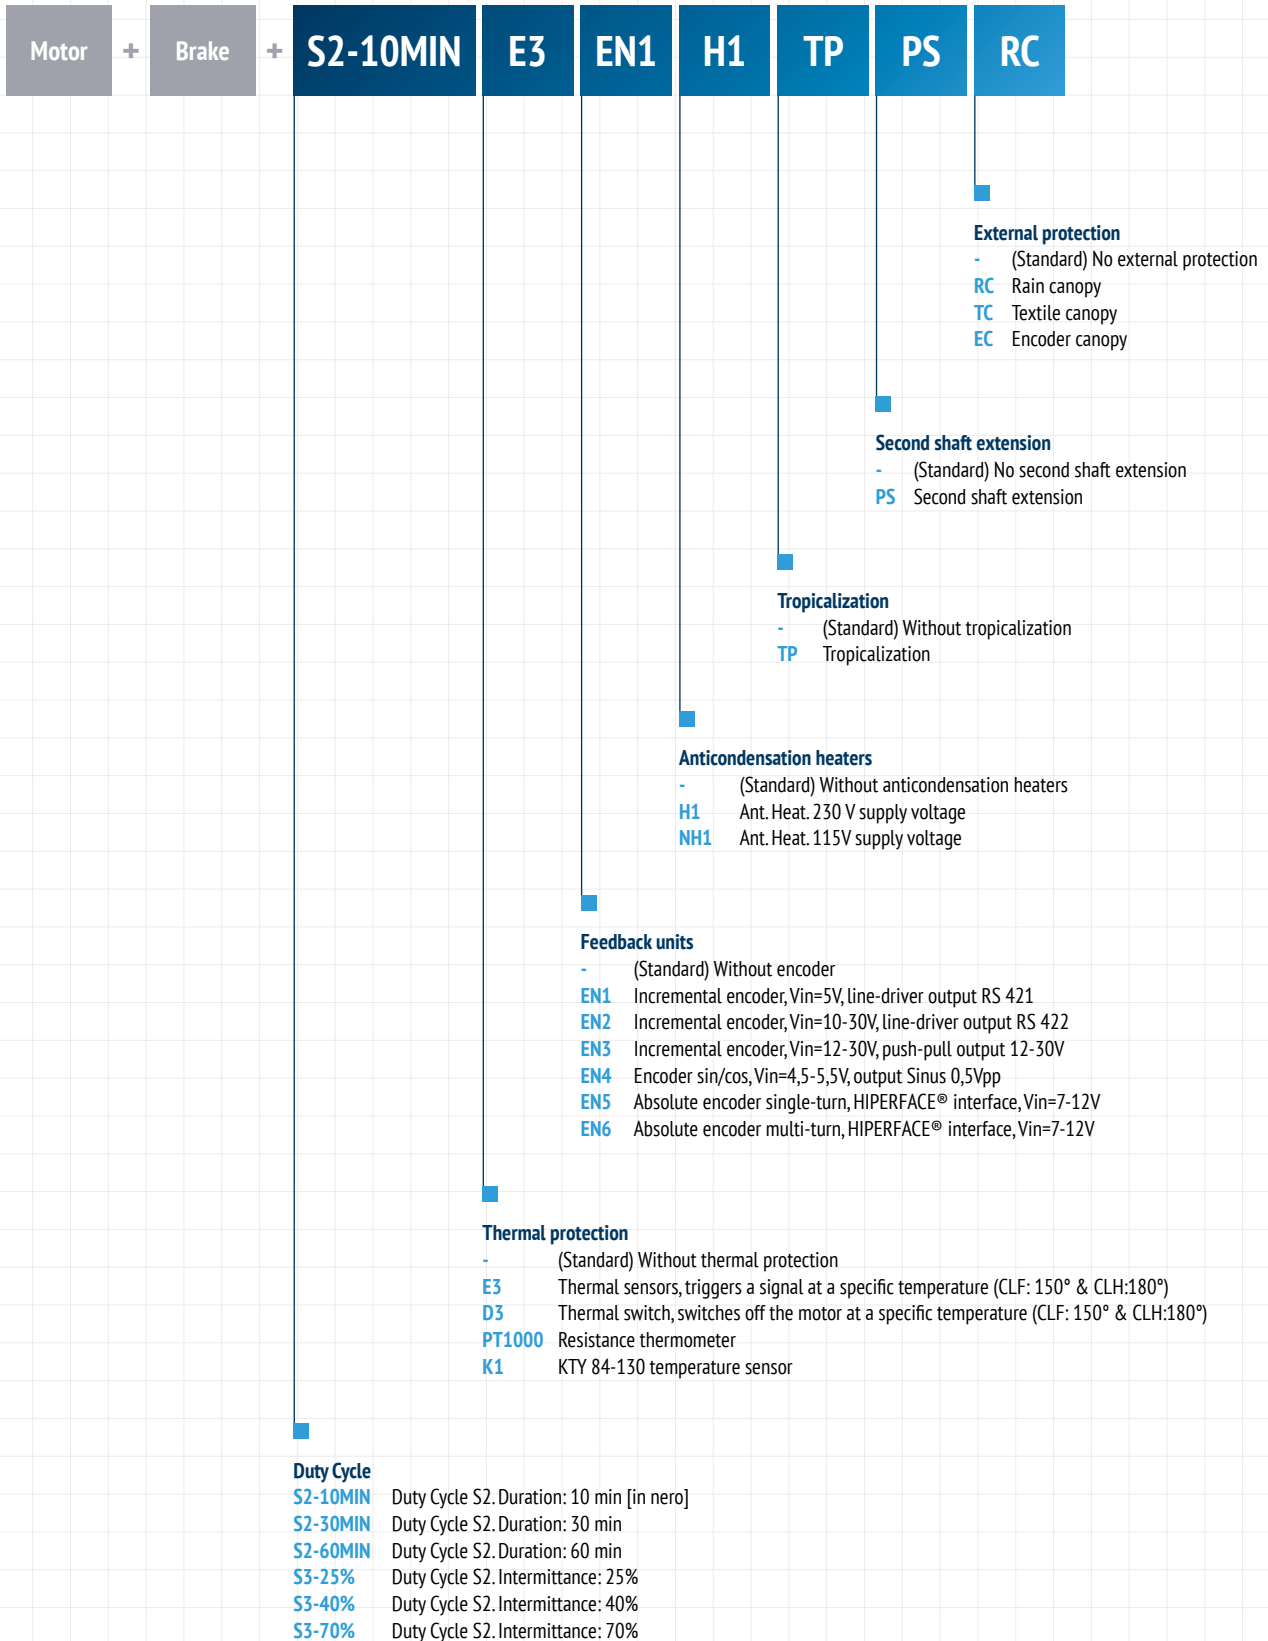 Motor + Brake + S2-10MIN E3 EN1 H1 TP PS RC
External protection
- (Standard) No external protection
RC Rain canopy
TC Textile canopy
EC Encoder canopy
Second shaft extension
- (Standard) No second shaft extension
PS Second shaft extension
Tropicalization
- (Standard) Without tropicalization
TP Tropicalization
Anticondensation heaters
- (Standard) Without anticondensation heaters
H1 Ant. Heat. 230 V supply voltage
NH1 Ant. Heat. 115V supply voltage
Feedback units
- (Standard) Without encoder
EN1 Incremental encoder, Vin=5V, line-driver output RS 421
EN2 Incremental encoder, Vin=10-30V, line-driver output RS 422
EN3 Incremental encoder, Vin=12-30V, push-pull output 12-30V
EN4 Encoder sin/cos, Vin=4,5-5,5V, output Sinus 0,5Vpp
EN5 Absolute encoder single-turn, HIPERFACE® interface, Vin=7-12V
EN6 Absolute encoder multi-turn, HIPERFACE® interface, Vin=7-12V
Thermal protection
- (Standard) Without thermal protection
E3 Thermal sensors, triggers a signal at a specific temperature (CLF: 150° & CLH:180°)
D3 Thermal switch, switches off the motor at a specific temperature (CLF: 150° & CLH:180°)
PT1000 Resistance thermometer
K1 KTY 84-130 temperature sensor
Duty Cycle
S2-10MIN Duty Cycle S2. Duration: 10 min [in nero]
S2-30MIN Duty Cycle S2. Duration: 30 min
S2-60MIN Duty Cycle S2. Duration: 60 min
S3-25% Duty Cycle S2. Intermittance: 25%
S3-40% Duty Cycle S2. Intermittance: 40%
S3-70% Duty Cycle S2. Intermittance: 70%